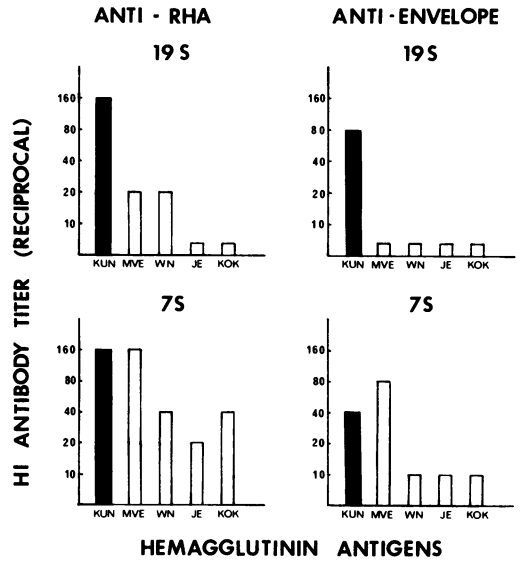 ANTI - RHA ANTI - ENVELOPE
19 S 19 S
HI ANTIBODY TITER (RECIPROCAL)
160
80
40
20
10
KUN MVE WN JE KOK
160
80
40
20
10
KUN MVE WN JE KOK
7S 7S
160
80
40
20
10
KUN MVE WN JE KOK
160
80
40
20
10
KUN MVE WN JE KOK
HEMAGGLUTININ ANTIGENS